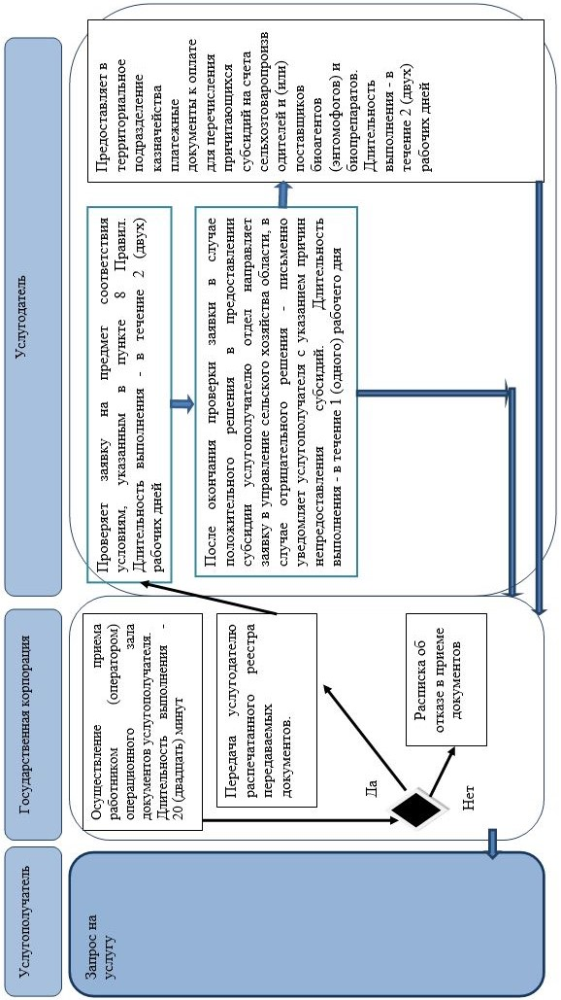 Услугополучатель
Государственная корпорация
Услугодатель
Запрос на
услугу
Осуществление приема
работником (оператором)
операционного зала
документов услугополучателя.
Длительность выполнения -
20 (двадцать) минут
Передача услугодателю
распечатанного реестра
передаваемых
документов.
Да
Нет
Расписка об
отказе в приеме
документов
Проверяет заявку на предмет соответствия
условиям, указанным в пункте 8 Правил.
Длительность выполнения - в течение 2 (двух)
рабочих дней
После окончания проверки заявки в случае
положительного решения в предоставлении
субсидии услугополучателю отдел направляет
заявку в управление сельского хозяйства области, в
случае отрицательного решения - письменно
уведомляет услугополучателя с указанием причин
непредоставления субсидий. Длительность
выполнения - в течение 1 (одного) рабочего дня
Предоставляет в
территориальное
подразделение
казначейства
платежные
документы к оплате
для перечисления
причитающихся
субсидий на счета
сельхозтоваропроизв
одителей и (или)
поставщиков
биоагентов
(энтомофогов) и
биопрепаратов.
Длительность
выполнения - в
течение 2 (двух)
рабочих дней